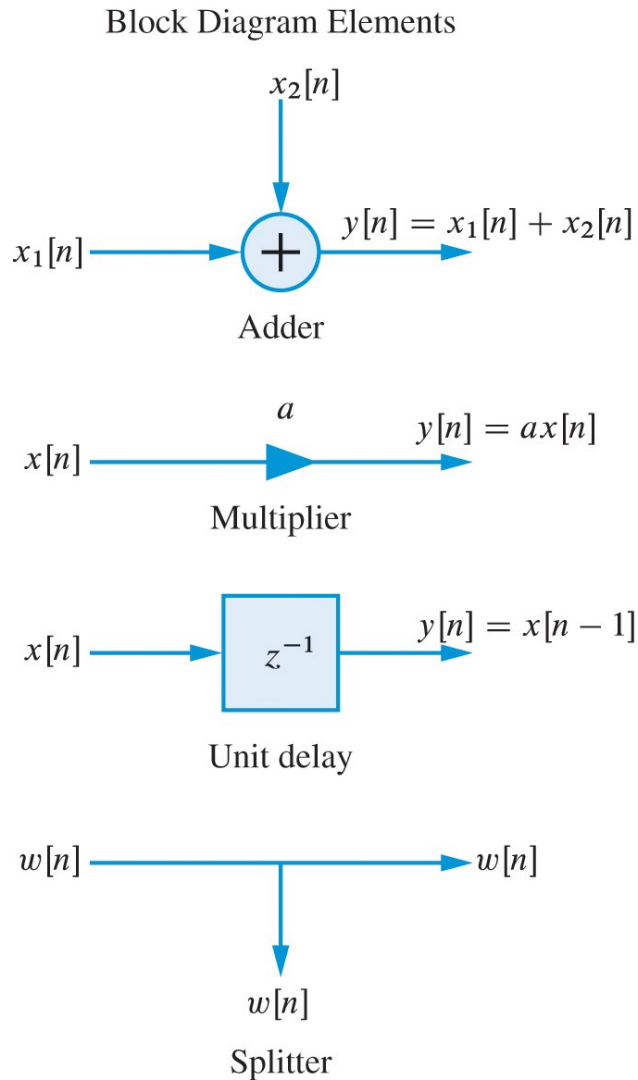 Block Diagram Elements
x₂[n]
x₁[n]
+
y[n] = x₁[n] + x₂[n]
Adder
a
x[n]
y[n] = ax[n]
Multiplier
x[n]
z⁻¹
y[n] = x[n − 1]
Unit delay
w[n]
w[n]
w[n]
Splitter